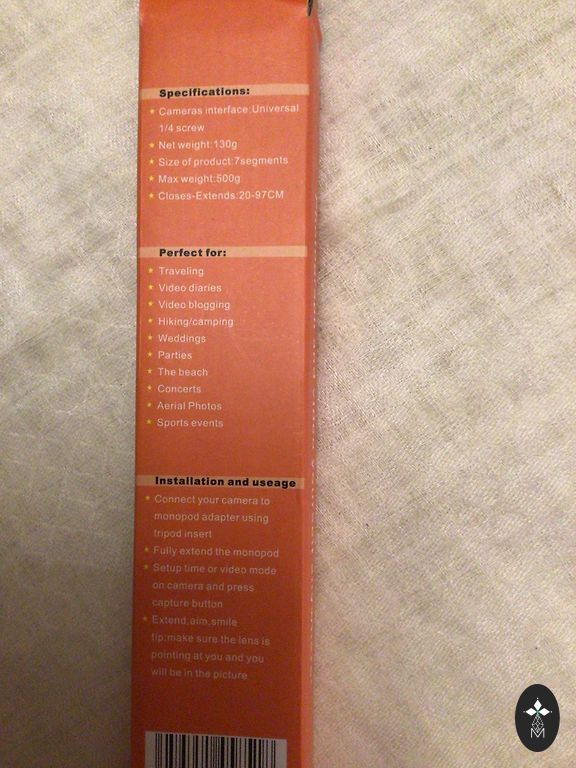 Specifications:
Cameras interface:Universal
1/4 screw
Net weight:130g
Size of product:7segments
Max weight:500g
Closes-Extends:20-97CM
Perfect for:
Traveling
Video diaries
Video blogging
Hiking/camping
Weddings
Parties
The beach
Concerts
Aerial Photos
Sports events
Installation and useage
Connect your camera to
monopod adapter using
tripod insert
Fully extend the monopod
Setup time or video mode
on camera and press
capture button
Extend,aim,smile
tip:make sure the lens is
pointing at you and you
will be in the picture
M